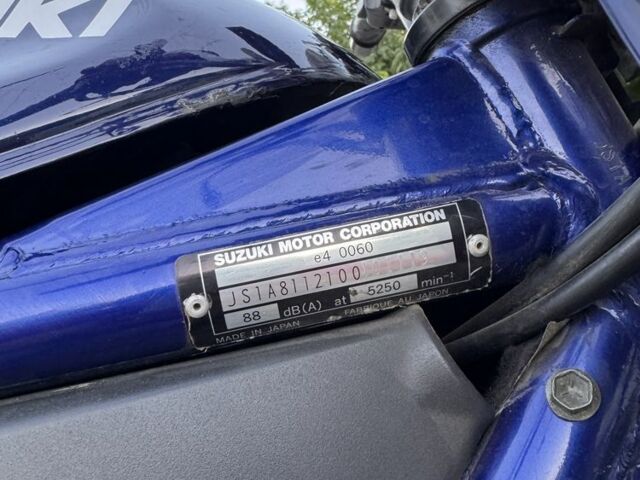 SUZUKI MOTOR CORPORATION
e4 0060
JS1A8112100
88 dB(A) at 5250 min-1
MADE IN JAPAN FABRIQUE AU JAPON